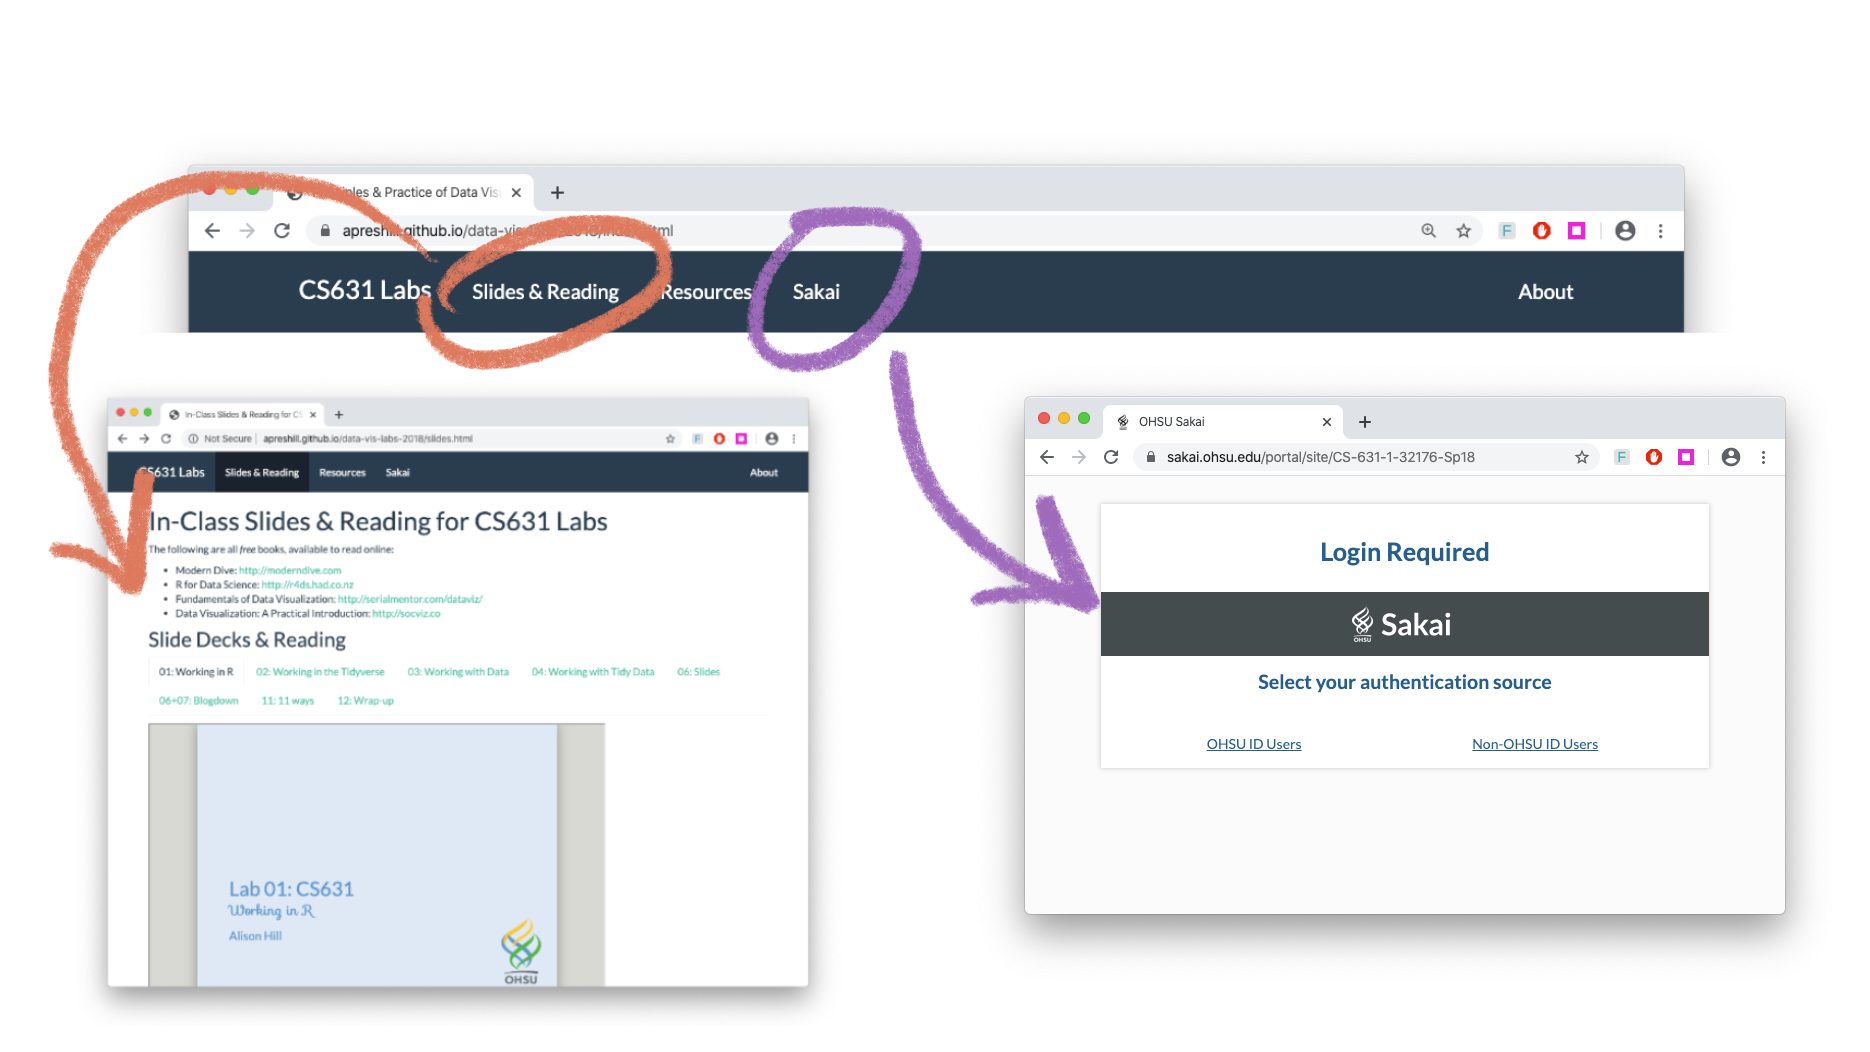 ples & Practice of Data Vis
apreshill.github.io/data-vis-labs-2018/index.html
CS631 Labs Slides & Reading Resources Sakai About
In-Class Slides & Reading for CS
Not Secure | apreshill.github.io/data-vis-labs-2018/slides.html
CS631 Labs Slides & Reading Resources Sakai About
In-Class Slides & Reading for CS631 Labs
The following are all free books, available to read online:
• Modern Dive: http://moderndive.com
• R for Data Science: http://r4ds.had.co.nz
• Fundamentals of Data Visualization: http://serialmentor.com/dataviz/
• Data Visualization: A Practical Introduction: http://socviz.co
Slide Decks & Reading
01: Working in R 02: Working in the Tidyverse 03: Working with Data 04: Working with Tidy Data 06: Slides
06+07: Blogdown 11: 11 ways 12: Wrap-up
Lab 01: CS631
Working in R
Alison Hill
OHSU
OHSU Sakai
sakai.ohsu.edu/portal/site/CS-631-1-32176-Sp18
Login Required
OHSU Sakai
Select your authentication source
OHSU ID Users Non-OHSU ID Users